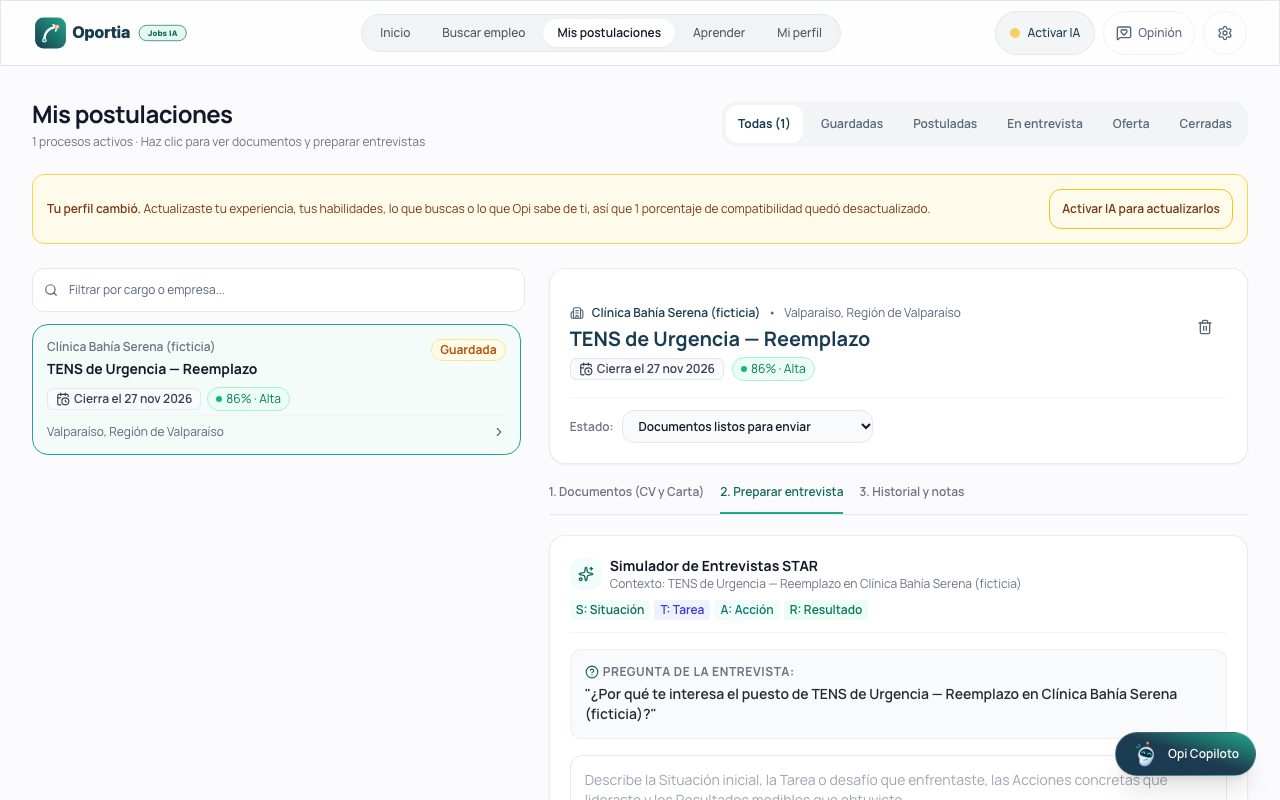 Oportia
Jobs IA
Inicio
Buscar empleo
Mis postulaciones
Aprender
Mi perfil
Activar IA
Opinión
Mis postulaciones
1 procesos activos · Haz clic para ver documentos y preparar entrevistas
Todas (1)
Guardadas
Postuladas
En entrevista
Oferta
Cerradas
Tu perfil cambió. Actualizaste tu experiencia, tus habilidades, lo que buscas o lo que Opi sabe de ti, así que 1 porcentaje de compatibilidad quedó desactualizado.
Activar IA para actualizarlos
Filtrar por cargo o empresa...
Clínica Bahía Serena (ficticia)
Guardada
TENS de Urgencia — Reemplazo
Cierra el 27 nov 2026
86% · Alta
Valparaíso, Región de Valparaíso
Clínica Bahía Serena (ficticia) • Valparaíso, Región de Valparaíso
TENS de Urgencia — Reemplazo
Cierra el 27 nov 2026
86% · Alta
Estado:
Documentos listos para enviar
1. Documentos (CV y Carta)
2. Preparar entrevista
3. Historial y notas
Simulador de Entrevistas STAR
Contexto: TENS de Urgencia — Reemplazo en Clínica Bahía Serena (ficticia)
S: Situación
T: Tarea
A: Acción
R: Resultado
PREGUNTA DE LA ENTREVISTA:
"¿Por qué te interesa el puesto de TENS de Urgencia — Reemplazo en Clínica Bahía Serena
(ficticia)?"
Describe la Situación inicial, la Tarea o desafío que enfrentaste, las Acciones concretas que
lideraste y los Resultados medibles que obtuviste
Opi Copiloto